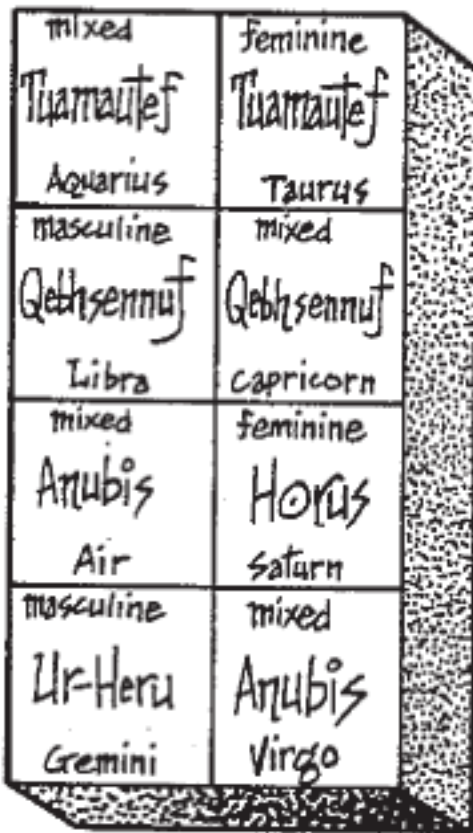 mixed
Tuamautef
Aquarius
feminine
Tuamautef
Taurus
masculine
Qebhsennuf
Libra
mixed
Qebhsennuf
Capricorn
mixed
Anubis
Air
feminine
Horus
Saturn
masculine
Ur-Heru
Gemini
mixed
Anubis
Virgo